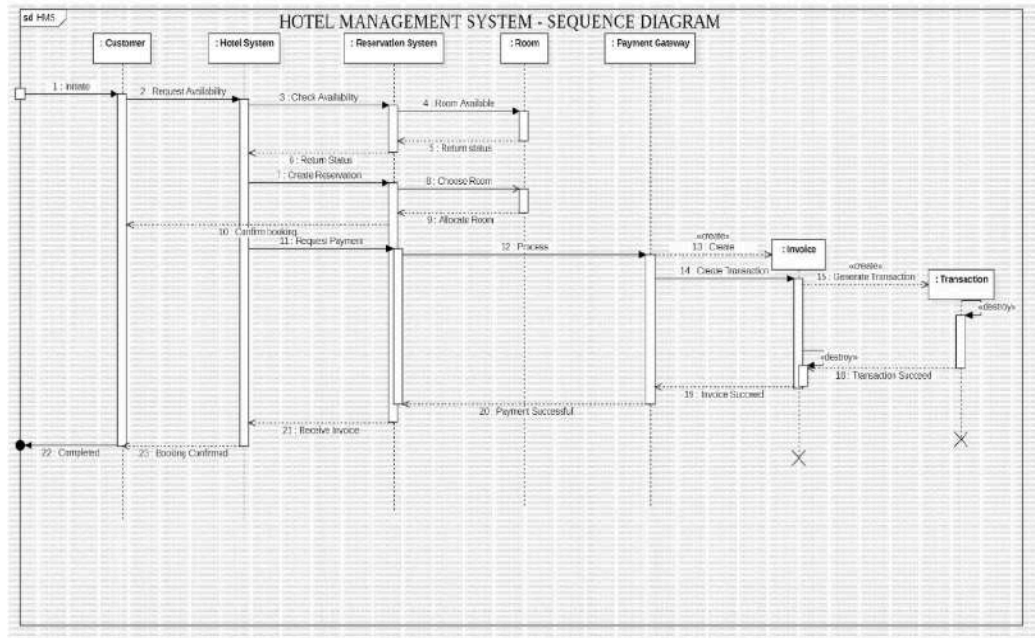 sd HMS
HOTEL MANAGEMENT SYSTEM - SEQUENCE DIAGRAM
: Customer
: Hotel System
: Reservation System
: Room
: Payment Gateway
1 : Initiate
2 : Request Availability
3 : Check Availability
4 : Room Available
5 : Return status
6 : Return Status
7 : Create Reservation
8 : Choose Room
9 : Allocate Room
10 : Confirm booking
11 : Request Payment
12 : Process
«create»
13 : Create
: Invoice
14 : Create Transaction
«create»
15 : Generate Transaction
: Transaction
«destroy»
«destroy»
18 : Transaction Succeed
19 : Invoice Succeed
20 : Payment Successful
21 : Receive Invoice
22 : Completed
23 : Booking Confirmed